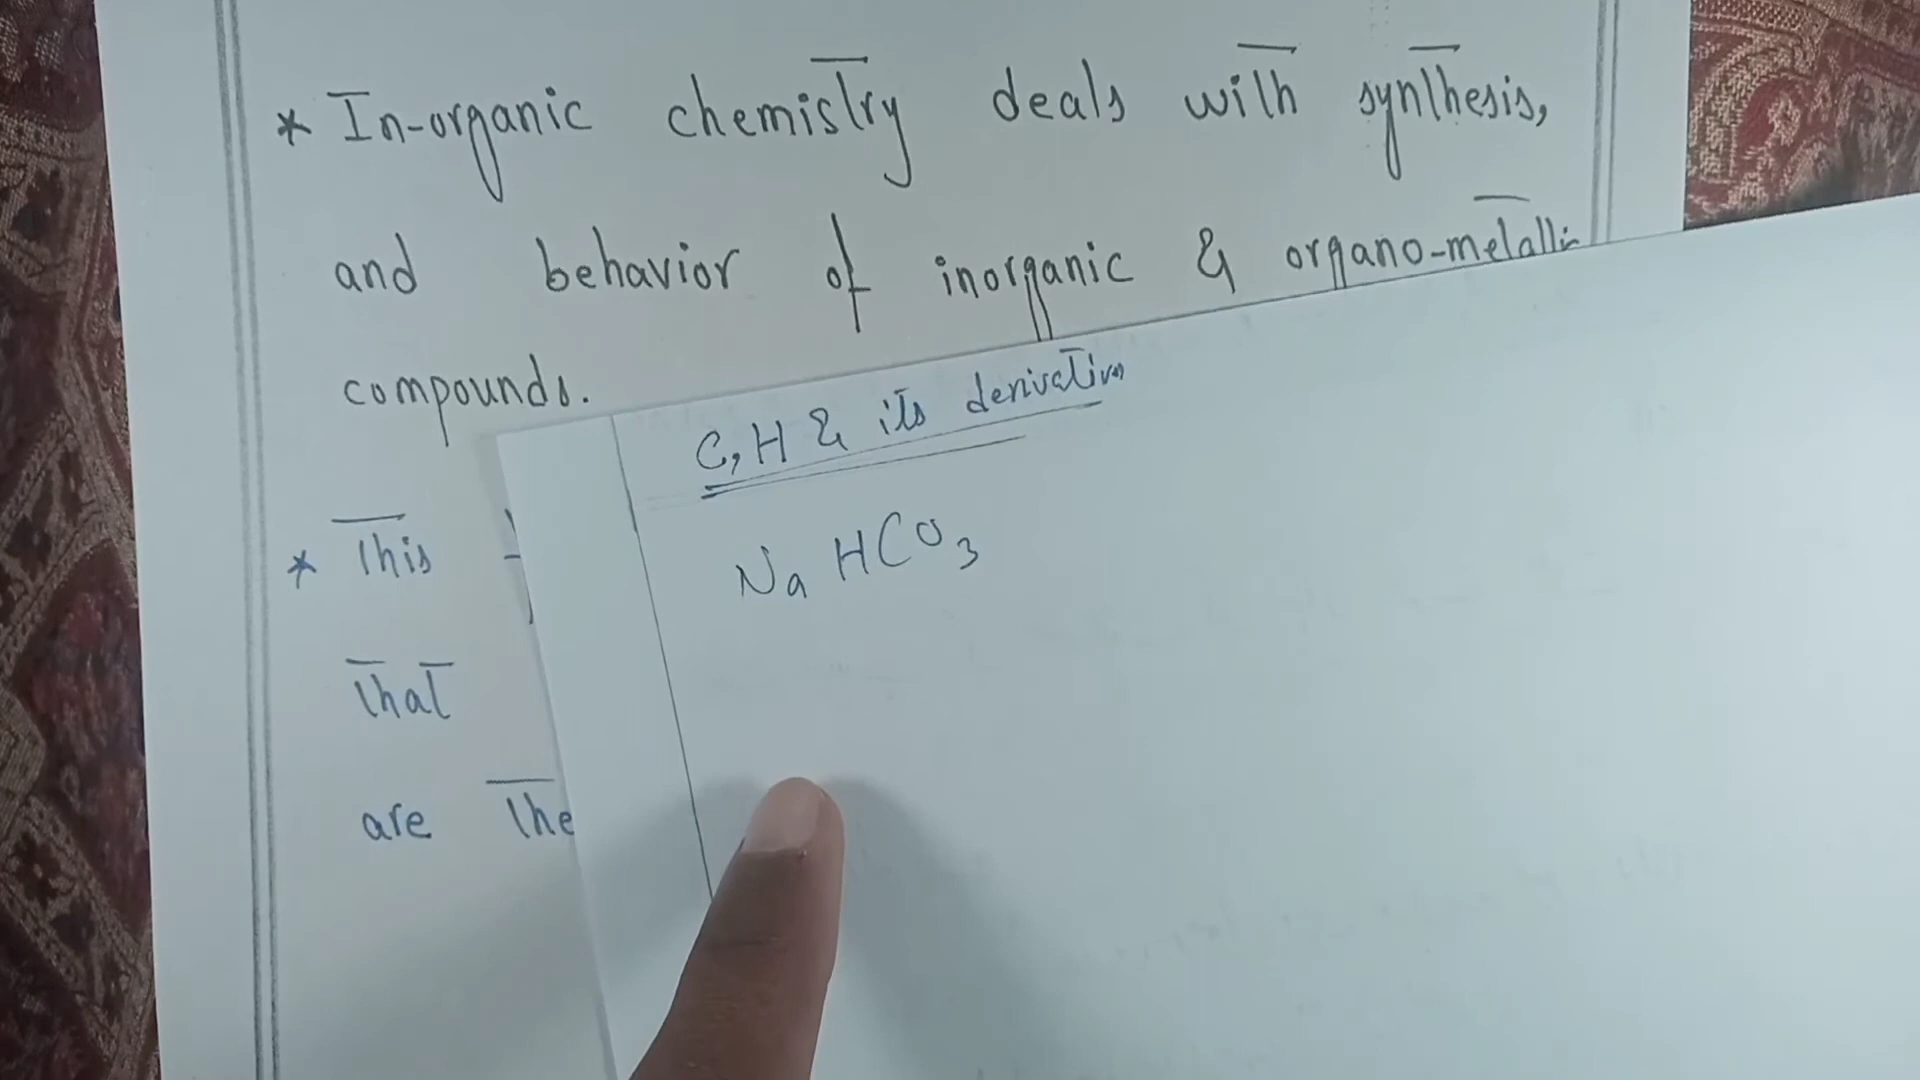 * In-organic chemistry deals with synthesis,
and behavior of inorganic & organo-metallic
compounds.
C, H & its derivatives
NaHCO3
* This
that
are the